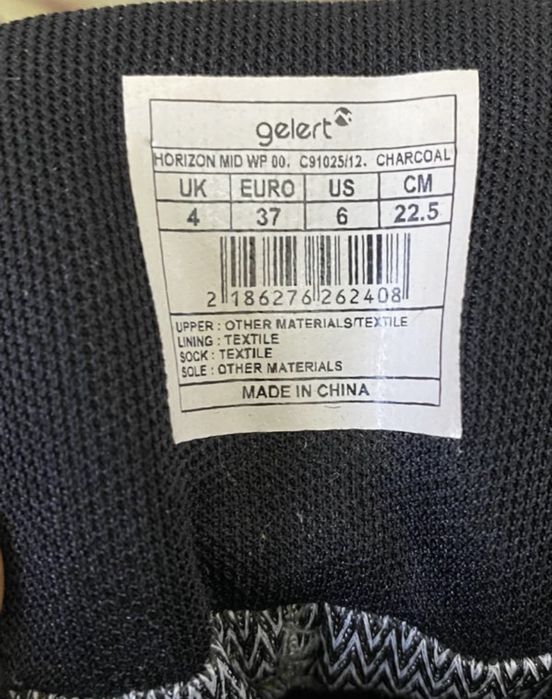 gelert
HORIZON MID WP 00. C91025/12. CHARCOAL
UK EURO US CM
4 37 6 22.5
2 186276 262408
UPPER : OTHER MATERIALS/TEXTILE
LINING : TEXTILE
SOCK : TEXTILE
SOLE : OTHER MATERIALS
MADE IN CHINA